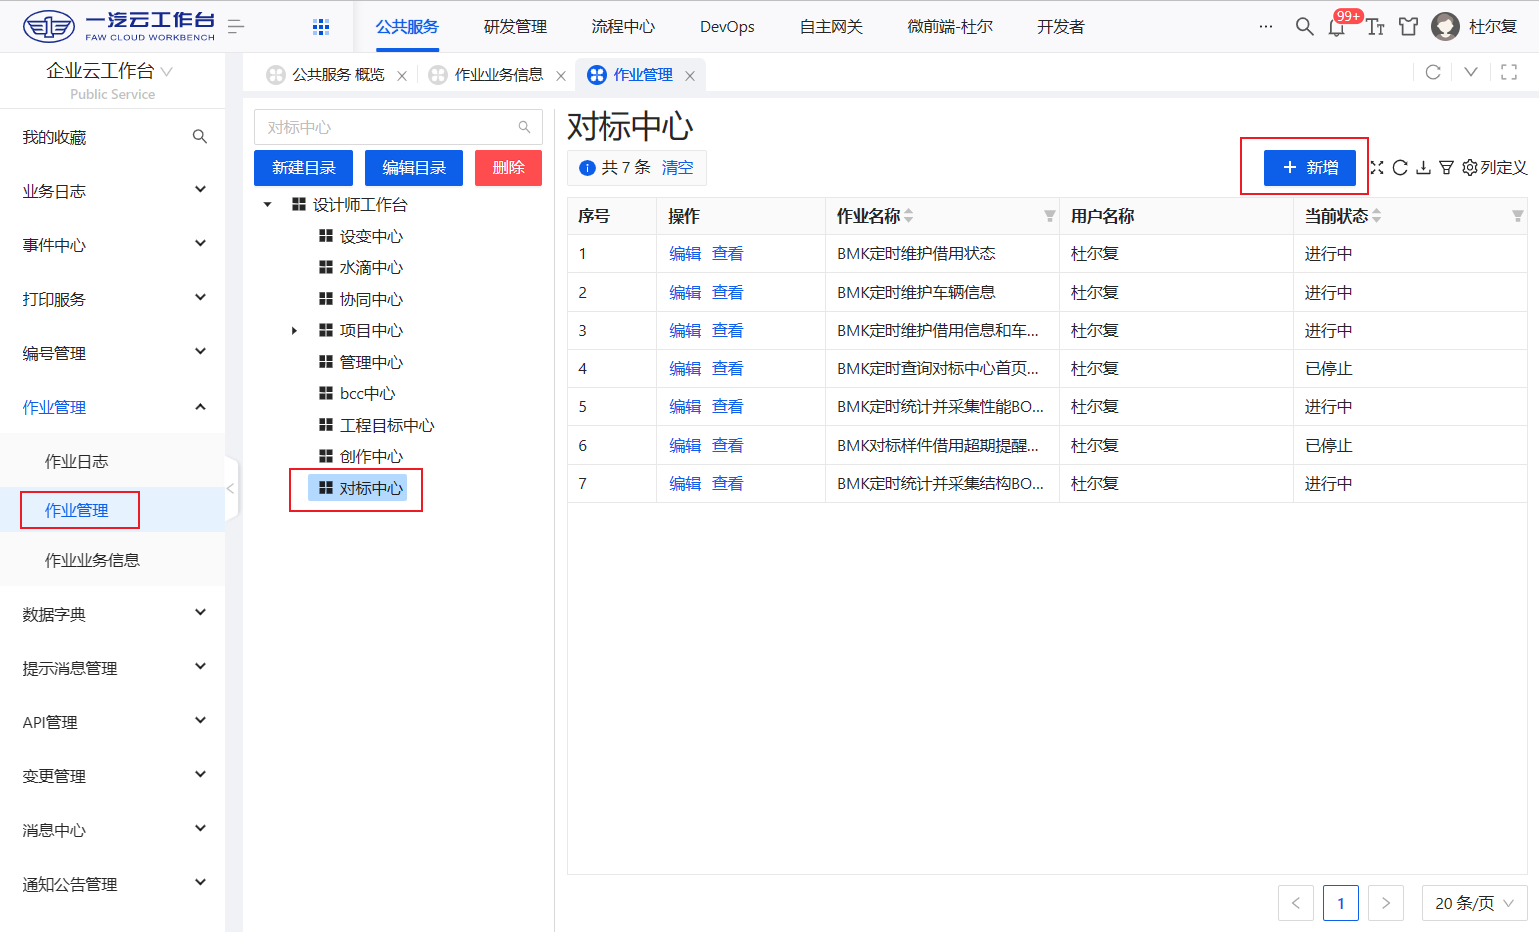 一汽云工作台
FAW CLOUD WORKBENCH
公共服务 研发管理 流程中心 DevOps 自主网关 微前端-杜尔 开发者 ··· 99+ 杜尔复
企业云工作台
Public Service
公共服务 概览 作业业务信息 作业管理
我的收藏
业务日志
事件中心
打印服务
编号管理
作业管理
作业日志
作业管理
作业业务信息
数据字典
提示消息管理
API管理
变更管理
消息中心
通知公告管理
对标中心
新建目录 编辑目录 删除
设计师工作台
设变中心
水滴中心
协同中心
项目中心
管理中心
bcc中心
工程目标中心
创作中心
对标中心
对标中心
共 7 条 清空
+ 新增 列定义
序号 操作 作业名称 用户名称 当前状态
1 编辑 查看 BMK定时维护借用状态 杜尔复 进行中
2 编辑 查看 BMK定时维护车辆信息 杜尔复 进行中
3 编辑 查看 BMK定时维护借用信息和车... 杜尔复 进行中
4 编辑 查看 BMK定时查询对标中心首页... 杜尔复 已停止
5 编辑 查看 BMK定时统计并采集性能BO... 杜尔复 进行中
6 编辑 查看 BMK对标样件借用超期提醒... 杜尔复 已停止
7 编辑 查看 BMK定时统计并采集结构BO... 杜尔复 进行中
< 1 > 20 条/页